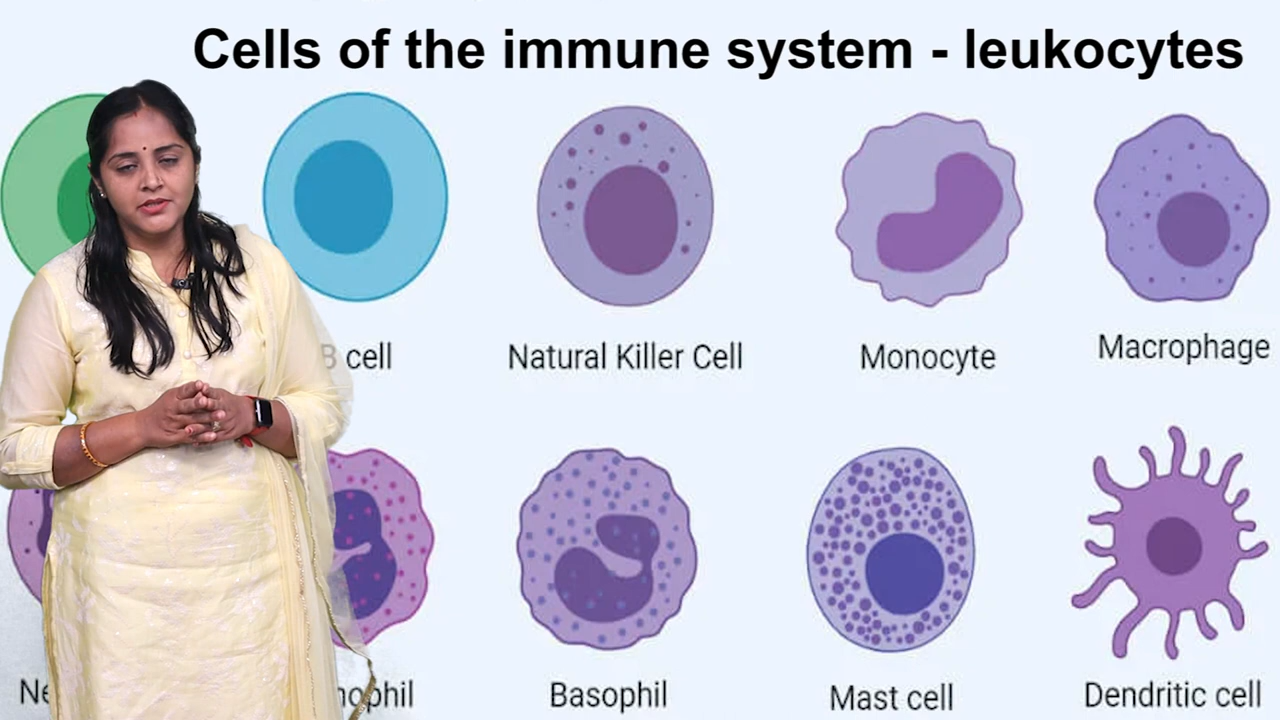 Cells of the immune system - leukocytes
B cell
Natural Killer Cell
Monocyte
Macrophage
Basophil
Mast cell
Dendritic cell